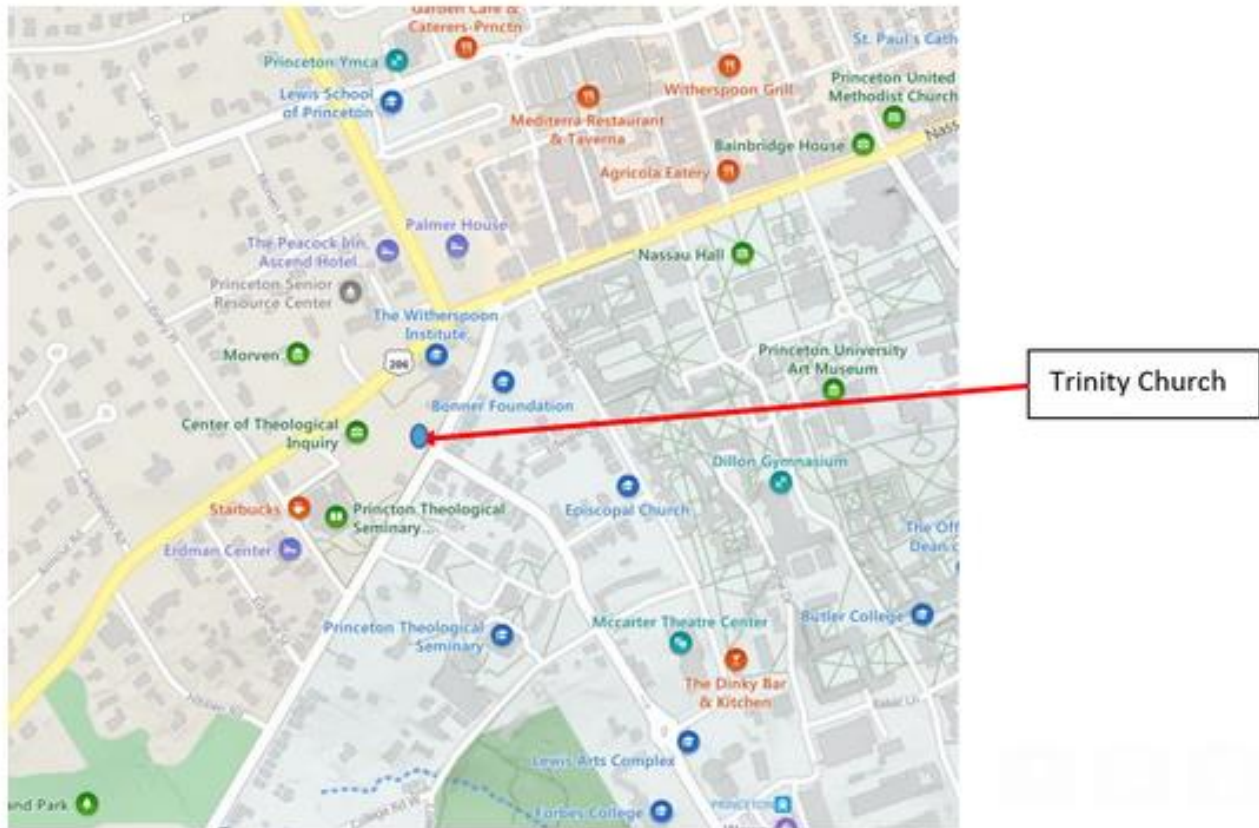 Garden Cafe &
Caterers-Prnctn
St. Paul's Cath
Princeton Ymca
Witherspoon Grill
Princeton United
Methodist Church
Lewis School
of Princeton
Mediterra Restaurant
& Taverna
Nass
Bainbridge House
Agricola Eatery
Palmer House
The Peacock Inn,
Ascend Hotel...
Nassau Hall
Princeton Senior
Resource Center
The Witherspoon
Institute
Morven
206
Princeton University
Art Museum
Trinity Church
Bonner Foundation
Center of Theological
Inquiry
Dillon Gymnasium
Starbucks
Princton Theological
Seminary...
Episcopal Church
The Off
Dean o
Erdman Center
Mccarter Theatre Center
Butler College
Princeton Theological
Seminary
The Dinky Bar
& Kitchen
Lewis Arts Complex
and Park
Forbes College
PRINCETON
College Rd W